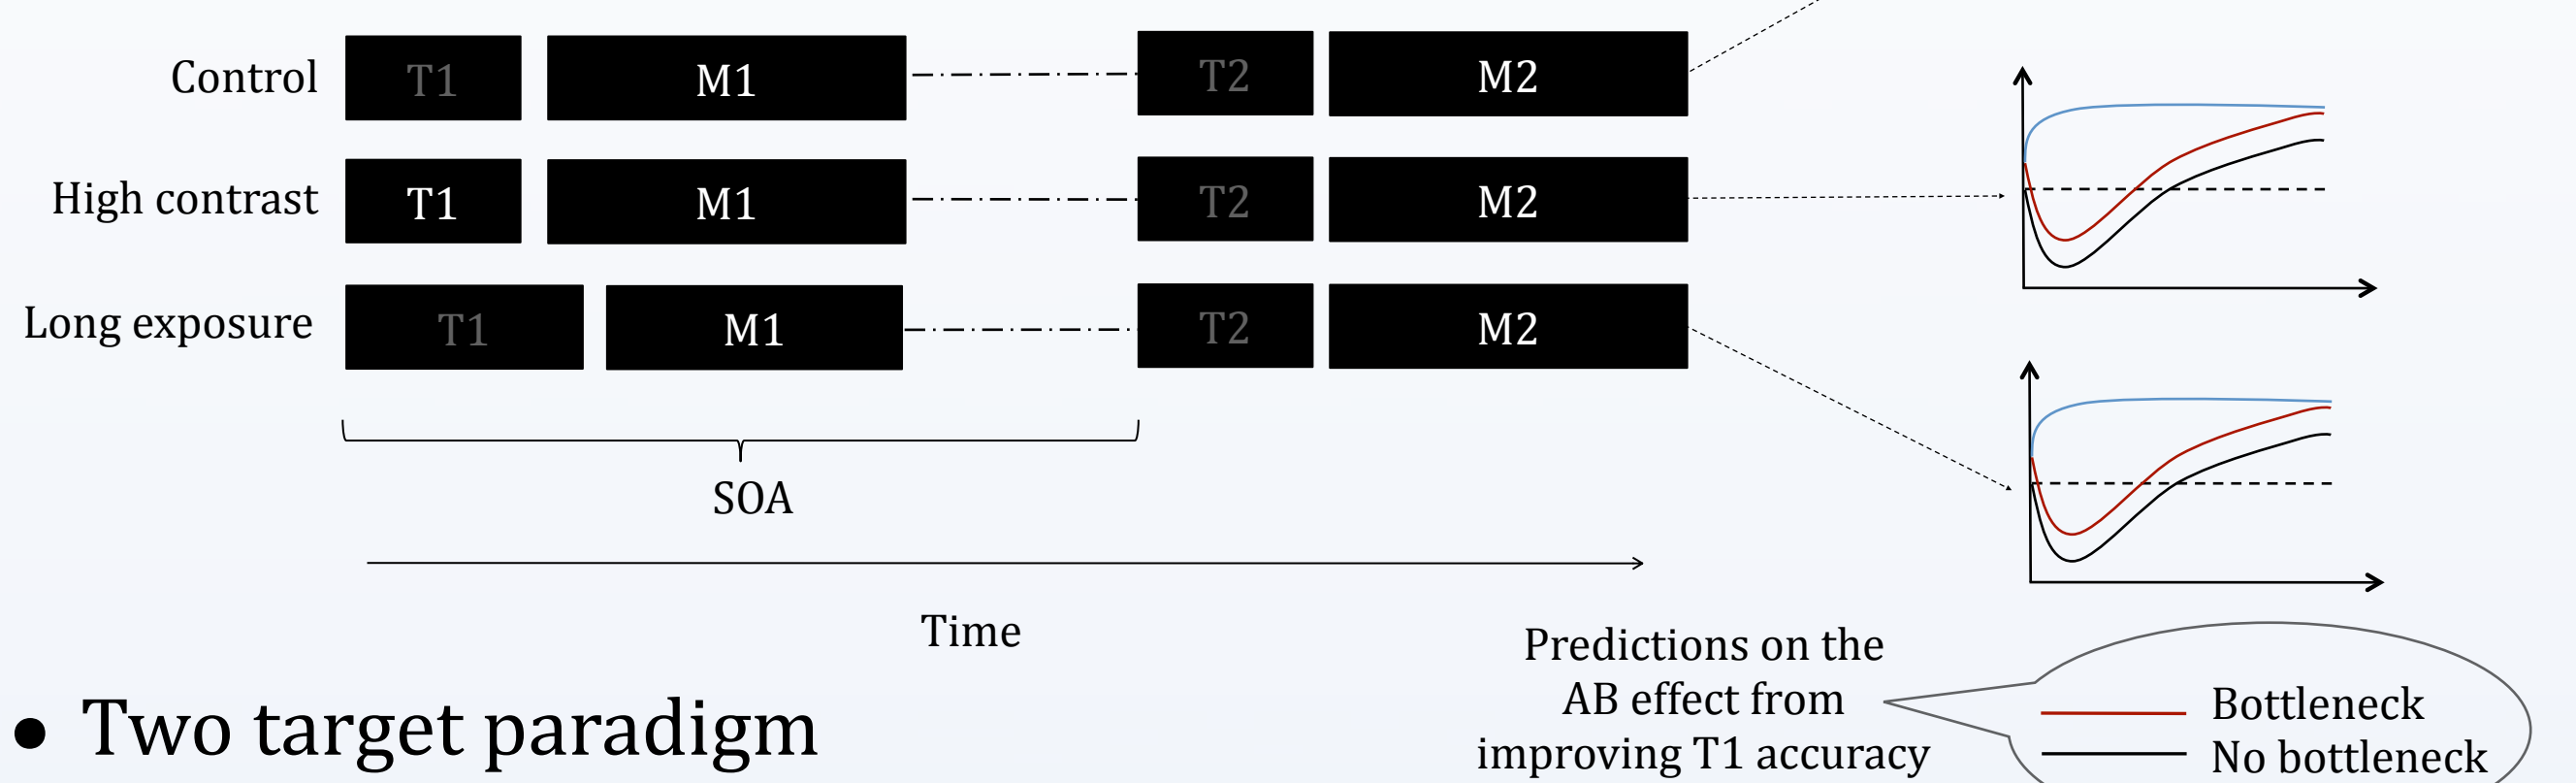 Control T1 M1 T2 M2
High contrast T1 M1 T2 M2
Long exposure T1 M1 T2 M2
SOA
Time
Predictions on the
AB effect from
improving T1 accuracy
Bottleneck
No bottleneck
• Two target paradigm